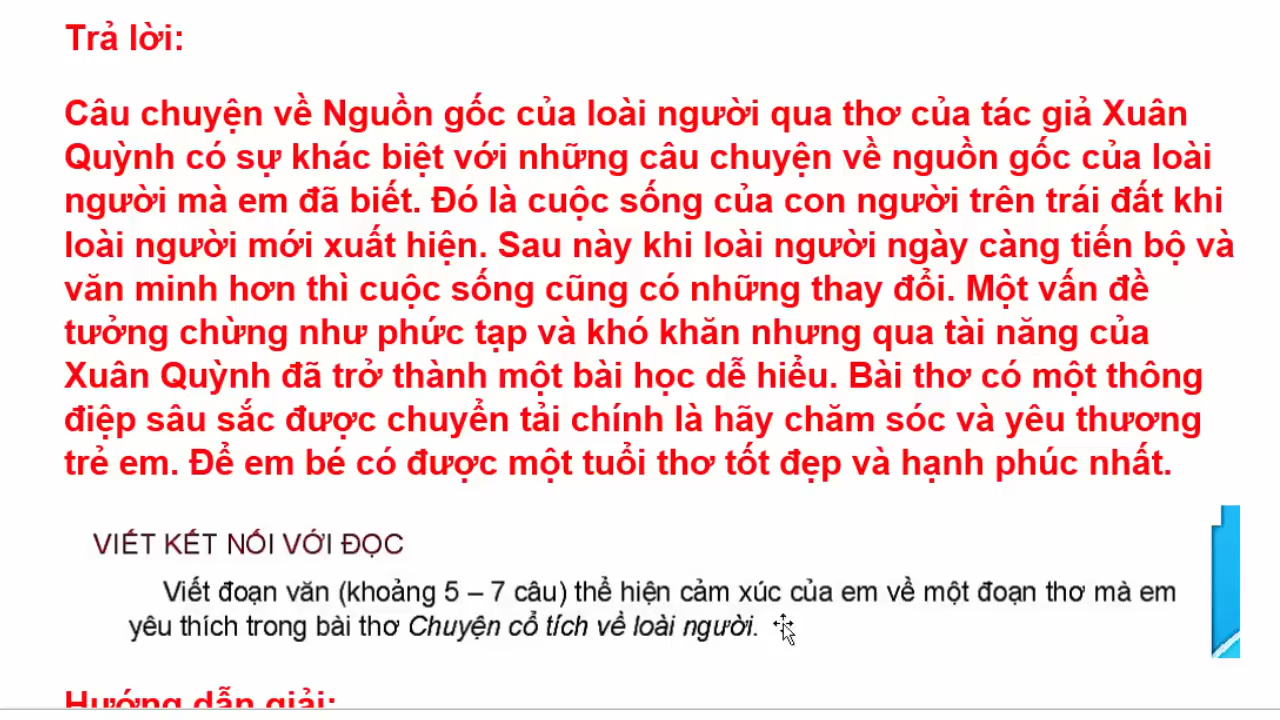 Trả lời:
Câu chuyện về Nguồn gốc của loài người qua thơ của tác giả Xuân
Quỳnh có sự khác biệt với những câu chuyện về nguồn gốc của loài
người mà em đã biết. Đó là cuộc sống của con người trên trái đất khi
loài người mới xuất hiện. Sau này khi loài người ngày càng tiến bộ và
văn minh hơn thì cuộc sống cũng có những thay đổi. Một vấn đề
tưởng chừng như phức tạp và khó khăn nhưng qua tài năng của
Xuân Quỳnh đã trở thành một bài học dễ hiểu. Bài thơ có một thông
điệp sâu sắc được chuyển tải chính là hãy chăm sóc và yêu thương
trẻ em. Để em bé có được một tuổi thơ tốt đẹp và hạnh phúc nhất.
VIẾT KẾT NỐI VỚI ĐỌC
Viết đoạn văn (khoảng 5 – 7 câu) thể hiện cảm xúc của em về một đoạn thơ mà em
yêu thích trong bài thơ Chuyện cổ tích về loài người.
Hướng dẫn giải: